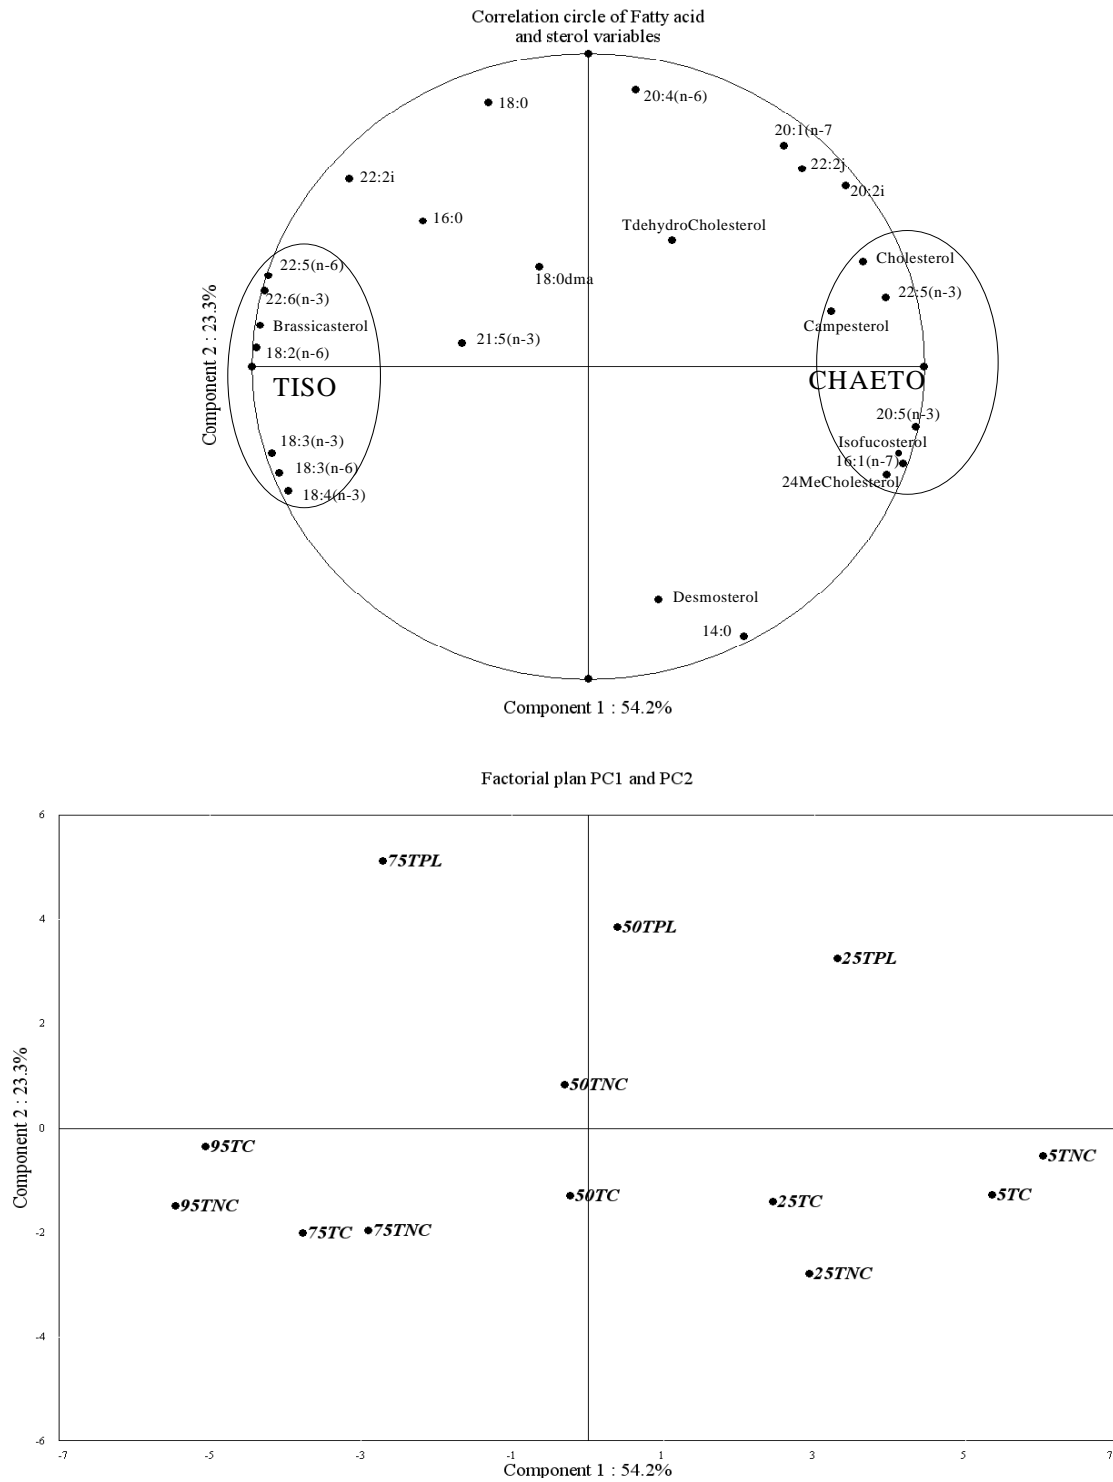 Correlation circle of Fatty acid
and sterol variables
18:0
20:4(n-6)
20:1(n-7
22:2j
22:2i
20:2i
16:0
TdehydroCholesterol
Cholesterol
22:5(n-6)
18:0dma
22:5(n-3)
22:6(n-3)
Brassicasterol
Campesterol
21:5(n-3)
18:2(n-6)
TISO
CHAETO
20:5(n-3)
18:3(n-3)
Isofucosterol
16:1(n-7)
18:3(n-6)
24MeCholesterol
18:4(n-3)
Desmosterol
14:0
Component 2 : 23.3%
Component 1 : 54.2%
Factorial plan PC1 and PC2
6
75TPL
4
50TPL
25TPL
2
50TNC
0
95TC
5TNC
50TC
25TC
5TC
95TNC
75TC
75TNC
-2
25TNC
-4
-6
Component 2 : 23.3%
-7
-5
-3
-1
1
3
5
7
Component 1 : 54.2%